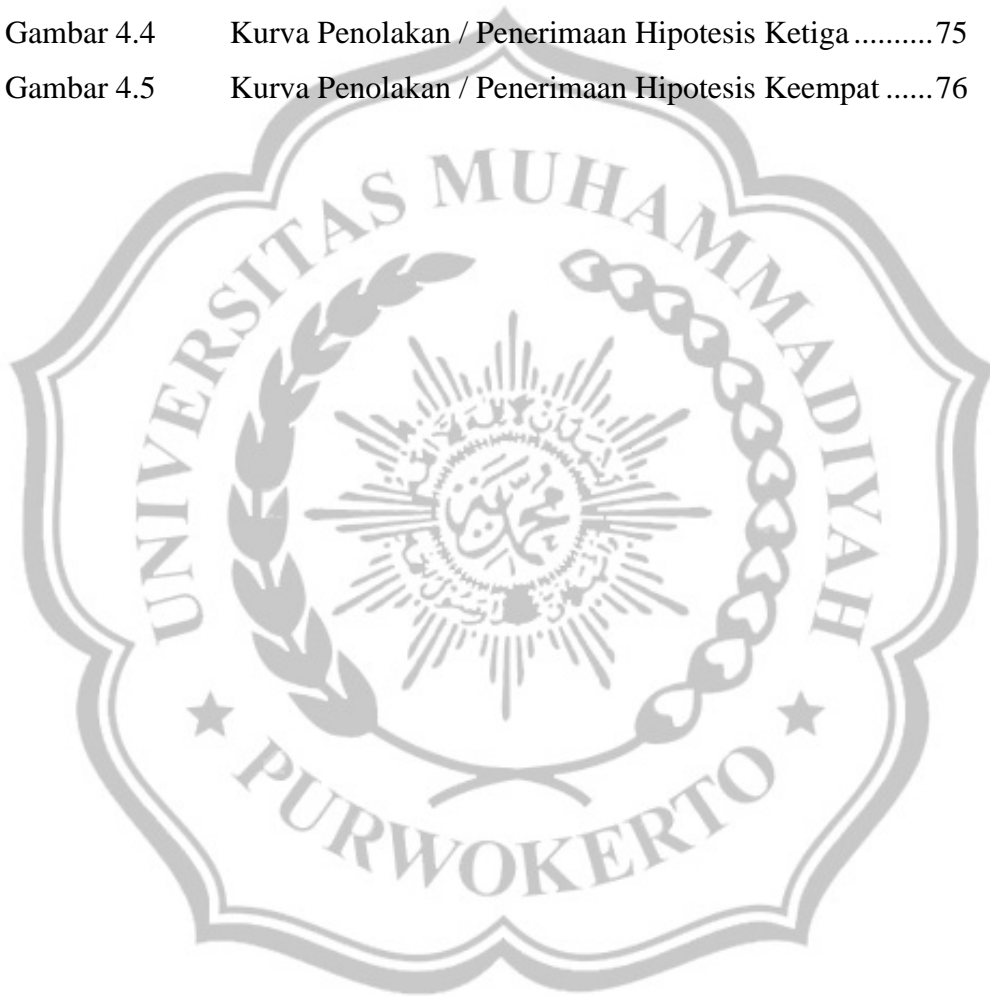 Gambar 4.4 Kurva Penolakan / Penerimaan Hipotesis Ketiga ..........75
Gambar 4.5 Kurva Penolakan / Penerimaan Hipotesis Keempat ......76
UNIVERSITAS MUHAMMADIYAH
PURWOKERTO